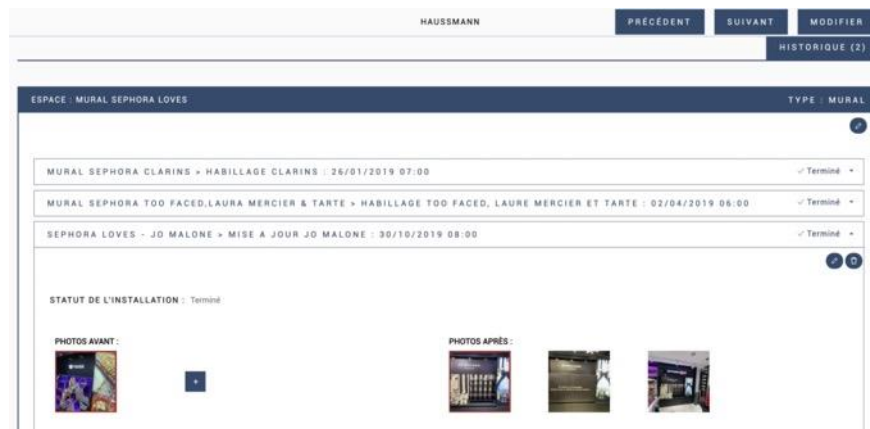 HAUSSMANN
PRÉCÉDENT
SUIVANT
MODIFIER
HISTORIQUE (2)
ESPACE : MURAL SEPHORA LOVES
TYPE : MURAL
MURAL SEPHORA CLARINS > HABILLAGE CLARINS : 26/01/2019 07:00
Terminé
MURAL SEPHORA TOO FACED,LAURA MERCIER & TARTE > HABILLAGE TOO FACED, LAURE MERCIER ET TARTE : 02/04/2019 06:00
Terminé
SEPHORA LOVES - JO MALONE > MISE A JOUR JO MALONE : 30/10/2019 08:00
Terminé
STATUT DE L'INSTALLATION : Terminé
PHOTOS AVANT :
PHOTOS APRÈS :
+